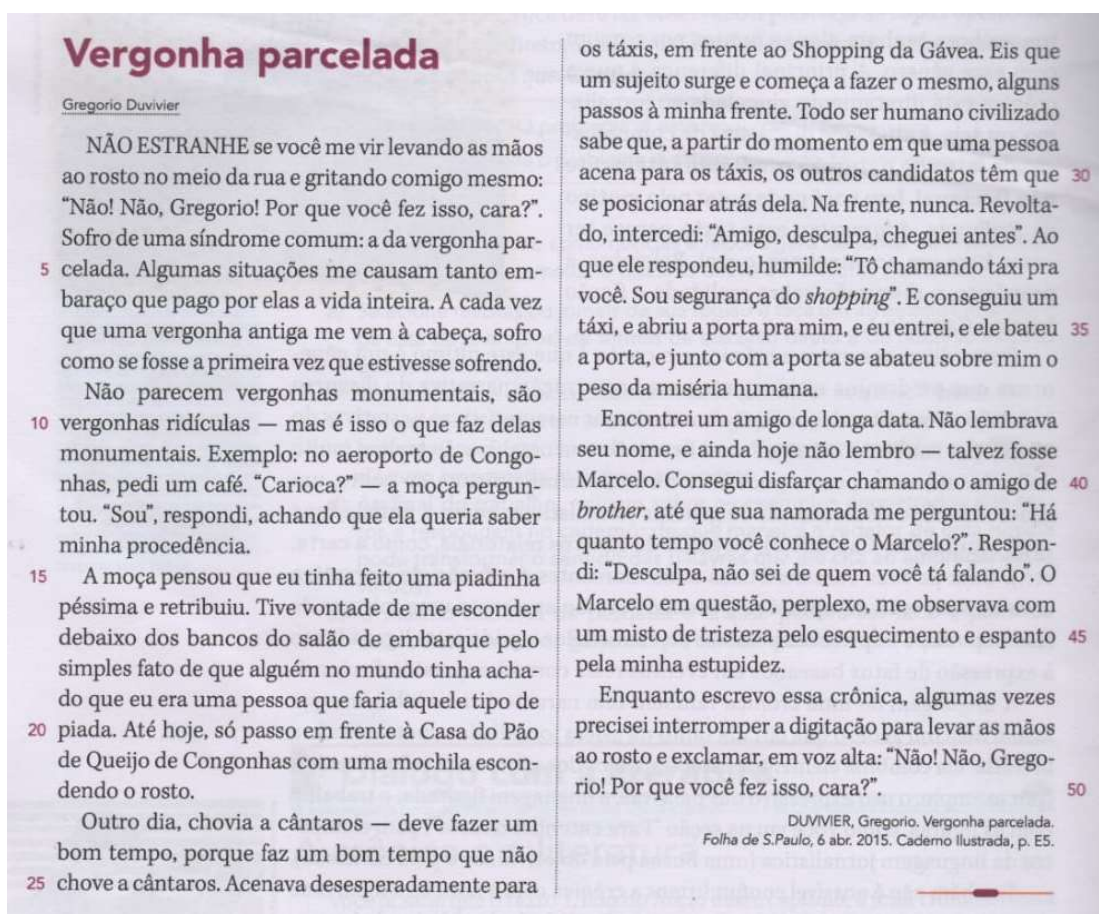 Vergonha parcelada
Gregorio Duvivier
NÃO ESTRANHE se você me vir levando as mãos
ao rosto no meio da rua e gritando comigo mesmo:
“Não! Não, Gregorio! Por que você fez isso, cara?”.
Sofro de uma síndrome comum: a da vergonha par-
5 celada. Algumas situações me causam tanto em-
baraço que pago por elas a vida inteira. A cada vez
que uma vergonha antiga me vem à cabeça, sofro
como se fosse a primeira vez que estivesse sofrendo.
Não parecem vergonhas monumentais, são
10 vergonhas ridículas — mas é isso o que faz delas
monumentais. Exemplo: no aeroporto de Congo-
nhas, pedi um café. “Carioca?” — a moça pergun-
tou. “Sou”, respondi, achando que ela queria saber
minha procedência.
15 A moça pensou que eu tinha feito uma piadinha
péssima e retribuiu. Tive vontade de me esconder
debaixo dos bancos do salão de embarque pelo
simples fato de que alguém no mundo tinha acha-
do que eu era uma pessoa que faria aquele tipo de
20 piada. Até hoje, só passo em frente à Casa do Pão
de Queijo de Congonhas com uma mochila escon-
dendo o rosto.
Outro dia, chovia a cântaros — deve fazer um
bom tempo, porque faz um bom tempo que não
25 chove a cântaros. Acenava desesperadamente para
os táxis, em frente ao Shopping da Gávea. Eis que
um sujeito surge e começa a fazer o mesmo, alguns
passos à minha frente. Todo ser humano civilizado
sabe que, a partir do momento em que uma pessoa
acena para os táxis, os outros candidatos têm que 30
se posicionar atrás dela. Na frente, nunca. Revolta-
do, intercedi: “Amigo, desculpa, cheguei antes”. Ao
que ele respondeu, humilde: “Tô chamando táxi pra
você. Sou segurança do shopping”. E conseguiu um
táxi, e abriu a porta pra mim, e eu entrei, e ele bateu 35
a porta, e junto com a porta se abateu sobre mim o
peso da miséria humana.
Encontrei um amigo de longa data. Não lembrava
seu nome, e ainda hoje não lembro — talvez fosse
Marcelo. Consegui disfarçar chamando o amigo de 40
brother, até que sua namorada me perguntou: “Há
quanto tempo você conhece o Marcelo?”. Respon-
di: “Desculpa, não sei de quem você tá falando”. O
Marcelo em questão, perplexo, me observava com
um misto de tristeza pelo esquecimento e espanto 45
pela minha estupidez.
Enquanto escrevo essa crônica, algumas vezes
precisei interromper a digitação para levar as mãos
ao rosto e exclamar, em voz alta: “Não! Não, Grego-
rio! Por que você fez isso, cara?”. 50
DUVIVIER, Gregorio. Vergonha parcelada.
Folha de S.Paulo, 6 abr. 2015. Caderno Ilustrada, p. E5.